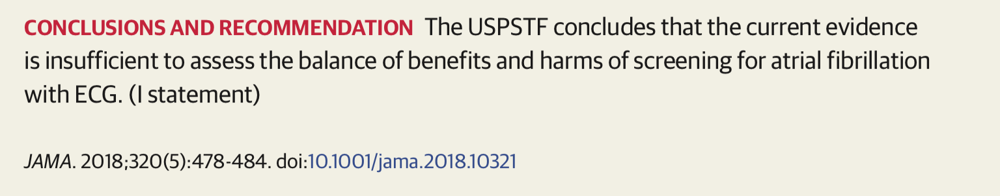 CONCLUSIONS AND RECOMMENDATION The USPSTF concludes that the current evidence
is insufficient to assess the balance of benefits and harms of screening for atrial fibrillation
with ECG. (I statement)
JAMA. 2018;320(5):478-484. doi:10.1001/jama.2018.10321